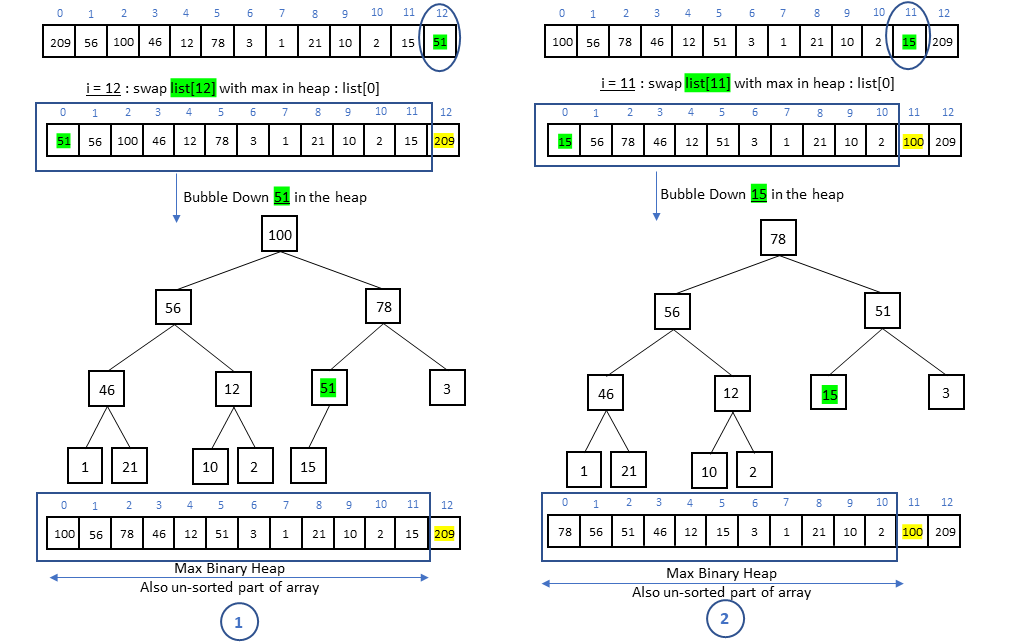 0 1 2 3 4 5 6 7 8 9 10 11 12
209 56 100 46 12 78 3 1 21 10 2 15 51
i = 12 : swap list[12] with max in heap : list[0]
0 1 2 3 4 5 6 7 8 9 10 11 12
51 56 100 46 12 78 3 1 21 10 2 15 209
Bubble Down 51 in the heap
100
56 78
46 12 51 3
1 21 10 2 15
0 1 2 3 4 5 6 7 8 9 10 11 12
100 56 78 46 12 51 3 1 21 10 2 15 209
Max Binary Heap
Also un-sorted part of array
1
0 1 2 3 4 5 6 7 8 9 10 11 12
100 56 78 46 12 51 3 1 21 10 2 15 209
i = 11 : swap list[11] with max in heap : list[0]
0 1 2 3 4 5 6 7 8 9 10 11 12
15 56 78 46 12 51 3 1 21 10 2 100 209
Bubble Down 15 in the heap
78
56 51
46 12 15 3
1 21 10 2
0 1 2 3 4 5 6 7 8 9 10 11 12
78 56 51 46 12 15 3 1 21 10 2 100 209
Max Binary Heap
Also un-sorted part of array
2